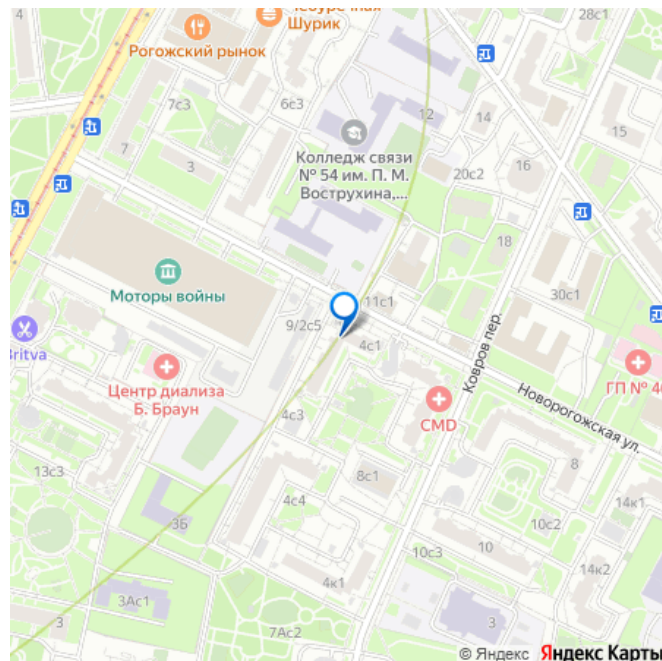 28с1
4
Чебуречная
Шурик
Рогожский рынок
7с3
6с3
12
14
15
7
3
Колледж связи
№ 54 им. П. М.
Вострухина,...
20с2
16
18
Моторы войны
30с1
11с1
9/2с5
4с1
Ковров пер.
Britva
Центр диализа
Б. Браун
CMD
ГП № 46
Новорогожская ул.
4с3
13с3
8с1
8
4с4
14к1
3Б
10с2
10с3
10
4к1
14к2
3Ас1
3
7Ас2
3
© Яндекс Яндекс Карты